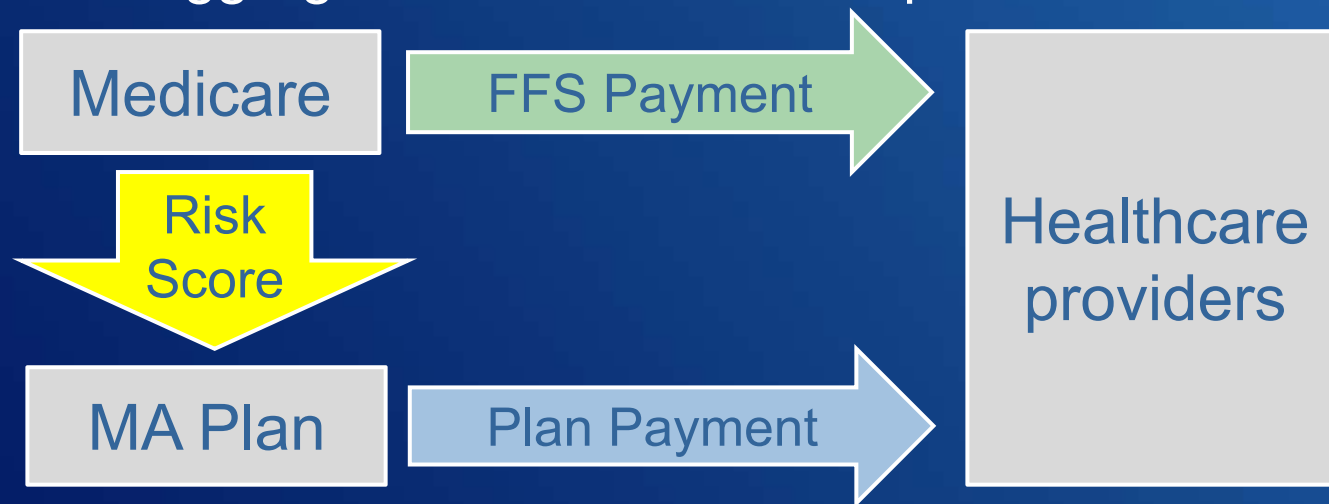 Medicare
FFS Payment
Risk
Score
Healthcare
providers
MA Plan
Plan Payment